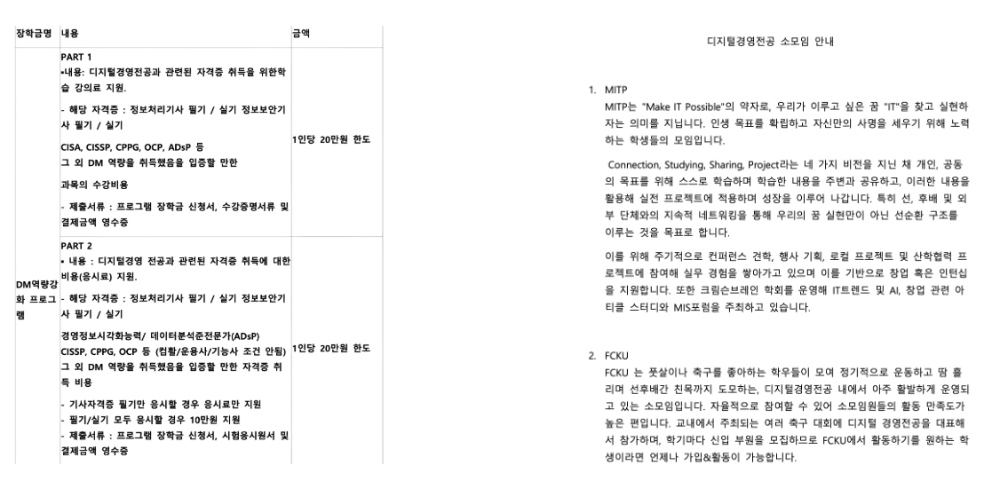 장학금명 내용 금액
PART 1
▪내용: 디지털경영전공과 관련된 자격증 취득을 위한학
습 강의료 지원.
- 해당 자격증 : 정보처리기사 필기 / 실기 정보보안기
사 필기 / 실기
CISA, CISSP, CPPG, OCP, ADsP 등
그 외 DM 역량을 취득했음을 입증할 만한
과목의 수강비용
- 제출서류 : 프로그램 장학금 신청서, 수강증명서류 및
결제금액 영수증
1인당 20만원 한도
DM역량강
화 프로그
램
PART 2
▪ 내용 : 디지털경영 전공과 관련된 자격증 취득에 대한
비용(응시료) 지원.
- 해당 자격증 : 정보처리기사 필기 / 실기 정보보안기
사 필기 / 실기
경영정보시각화능력/ 데이터분석준전문가(ADsP)
CISSP, CPPG, OCP 등 (컴활/운용사/기능사 조건 안됨)
그 외 DM 역량을 취득했음을 입증할 만한 자격증 취
득 비용
- 기사자격증 필기만 응시할 경우 응시료만 지원
- 필기/실기 모두 응시할 경우 10만원 지원
- 제출서류 : 프로그램 장학금 신청서, 시험응시원서 및
결제금액 영수증
1인당 20만원 한도
디지털경영전공 소모임 안내
1. MITP
MITP는 "Make IT Possible"의 약자로, 우리가 이루고 싶은 꿈 "IT"을 찾고 실현하
자는 의미를 지닙니다. 인생 목표를 확립하고 자신만의 사명을 세우기 위해 노력
하는 학생들의 모임입니다.
Connection, Studying, Sharing, Project라는 네 가지 비전을 지닌 채 개인, 공동
의 목표를 위해 스스로 학습하며 학습한 내용을 주변과 공유하고, 이러한 내용을
활용해 실전 프로젝트에 적용하며 성장을 이루어 나갑니다. 특히 선, 후배 및 외
부 단체와의 지속적 네트워킹을 통해 우리의 꿈 실현만이 아닌 선순환 구조를
이루는 것을 목표로 합니다.
이를 위해 주기적으로 컨퍼런스 견학, 행사 기획, 로컬 프로젝트 및 산학협력 프
로젝트에 참여해 실무 경험을 쌓아가고 있으며 이를 기반으로 창업 혹은 인턴십
을 지원합니다. 또한 크림슨브레인 학회를 운영해 IT트렌드 및 AI, 창업 관련 아
티클 스터디와 MIS포럼을 주최하고 있습니다.
2. FCKU
FCKU 는 풋살이나 축구를 좋아하는 학우들이 모여 정기적으로 운동하고 땀 흘
리며 선후배간 친목까지 도모하는, 디지털경영전공 내에서 아주 활발하게 운영되
고 있는 소모임입니다. 자율적으로 참여할 수 있어 소모임원들의 활동 만족도가
높은 편입니다. 교내에서 주최되는 여러 축구 대회에 디지털 경영전공을 대표해
서 참가하며, 학기마다 신입 부원을 모집하므로 FCKU에서 활동하기를 원하는 학
생이라면 언제나 가입&활동이 가능합니다.